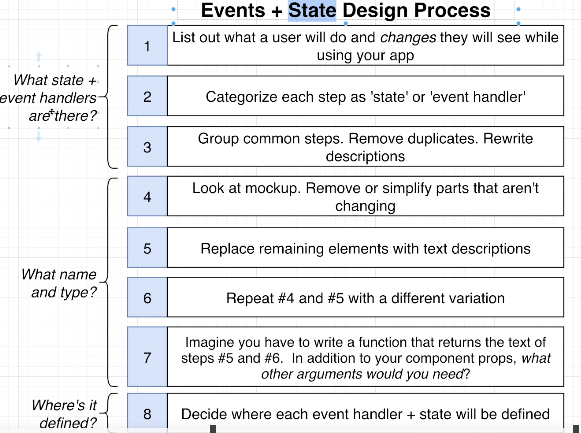 Events + State Design Process
What state +
event handlers
are there?
1
List out what a user will do and changes they will see while
using your app
2
Categorize each step as 'state' or 'event handler'
3
Group common steps. Remove duplicates. Rewrite
descriptions
What name
and type?
4
Look at mockup. Remove or simplify parts that aren't
changing
5
Replace remaining elements with text descriptions
6
Repeat #4 and #5 with a different variation
7
Imagine you have to write a function that returns the text of
steps #5 and #6. In addition to your component props, what
other arguments would you need?
Where's it
defined?
8
Decide where each event handler + state will be defined